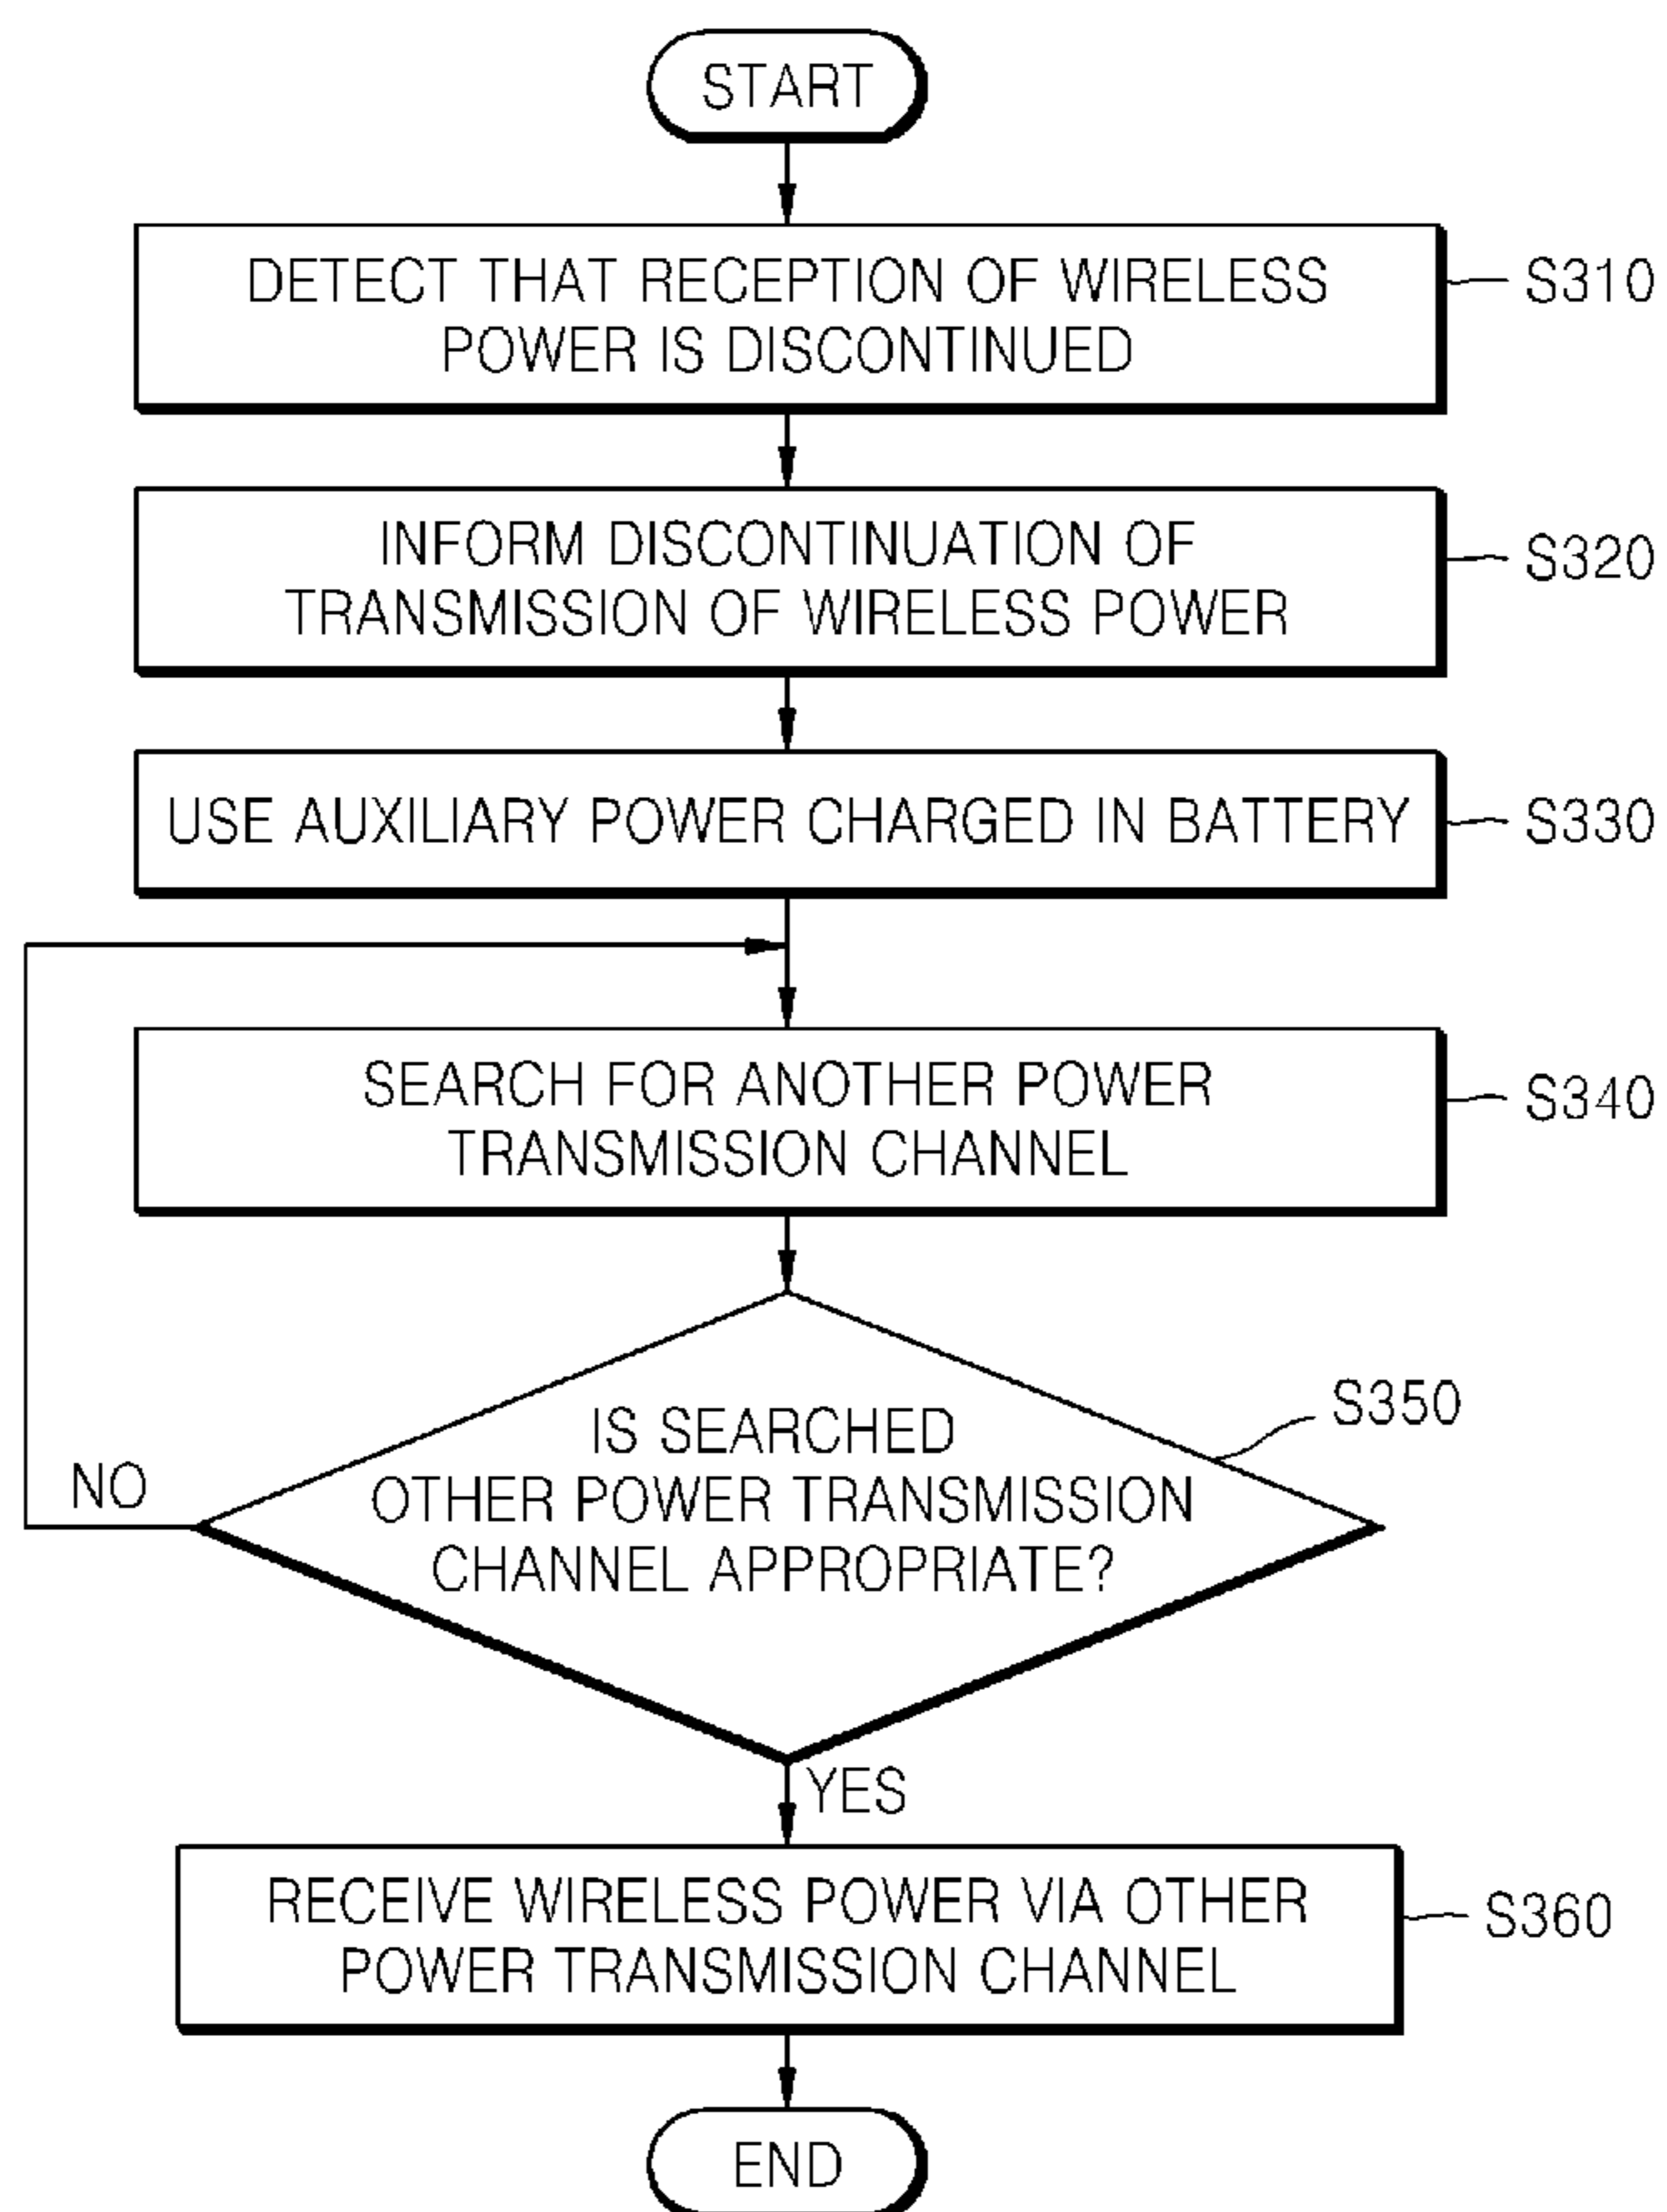 START
DETECT THAT RECEPTION OF WIRELESS
POWER IS DISCONTINUED
S310
INFORM DISCONTINUATION OF
TRANSMISSION OF WIRELESS POWER
S320
USE AUXILIARY POWER CHARGED IN BATTERY
S330
SEARCH FOR ANOTHER POWER
TRANSMISSION CHANNEL
S340
IS SEARCHED
OTHER POWER TRANSMISSION
CHANNEL APPROPRIATE?
S350
NO
YES
RECEIVE WIRELESS POWER VIA OTHER
POWER TRANSMISSION CHANNEL
S360
END